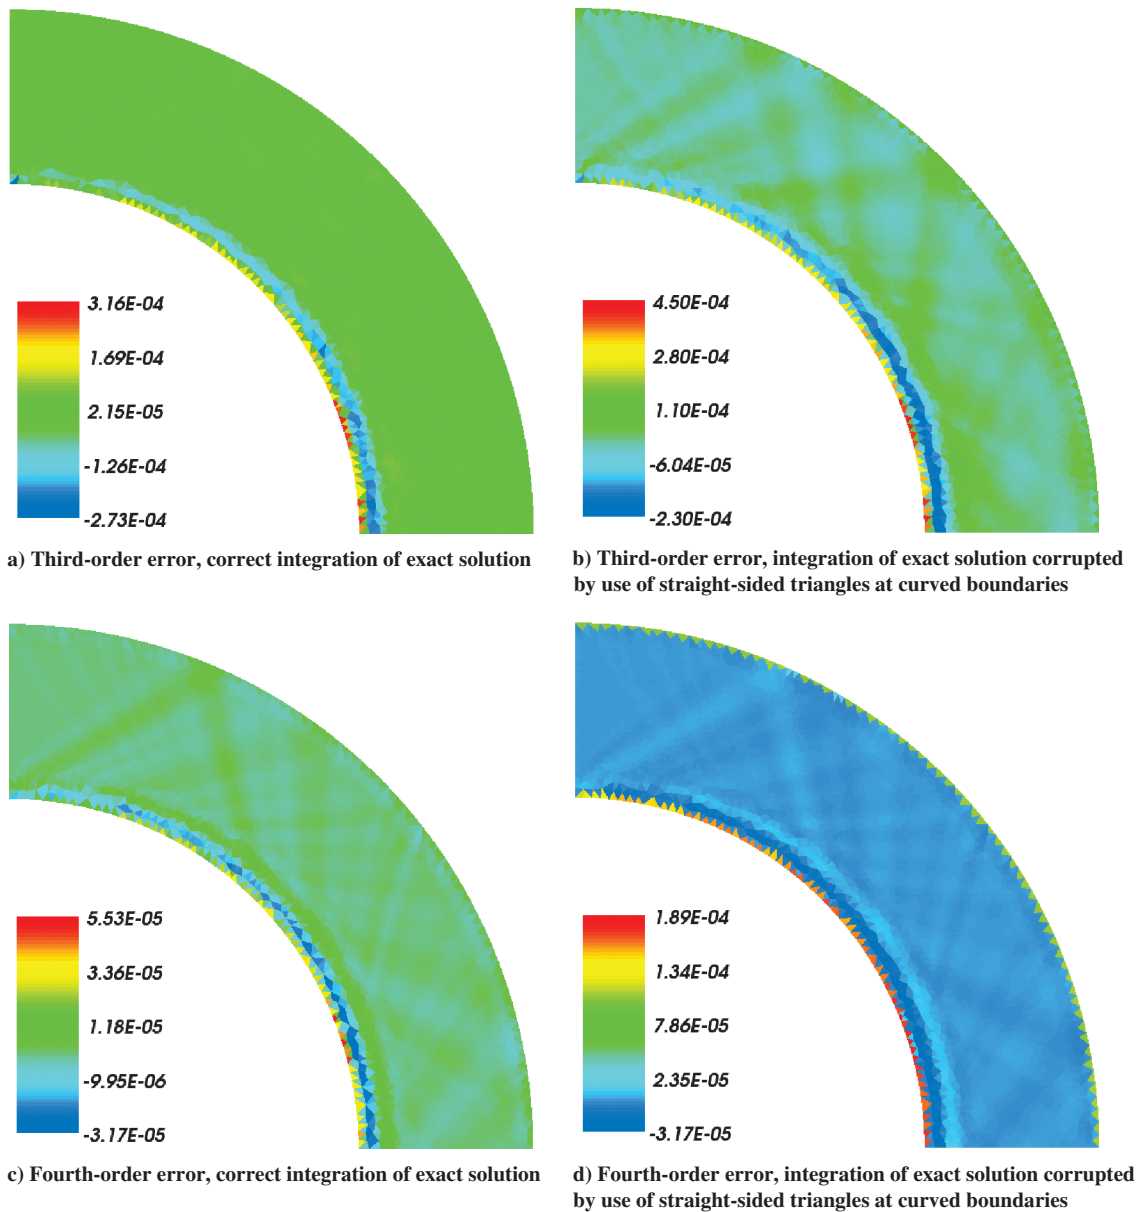 3.16E-04
1.69E-04
2.15E-05
-1.26E-04
-2.73E-04
a) Third-order error, correct integration of exact solution
4.50E-04
2.80E-04
1.10E-04
-6.04E-05
-2.30E-04
b) Third-order error, integration of exact solution corrupted
by use of straight-sided triangles at curved boundaries
5.53E-05
3.36E-05
1.18E-05
-9.95E-06
-3.17E-05
c) Fourth-order error, correct integration of exact solution
1.89E-04
1.34E-04
7.86E-05
2.35E-05
-3.17E-05
d) Fourth-order error, integration of exact solution corrupted
by use of straight-sided triangles at curved boundaries